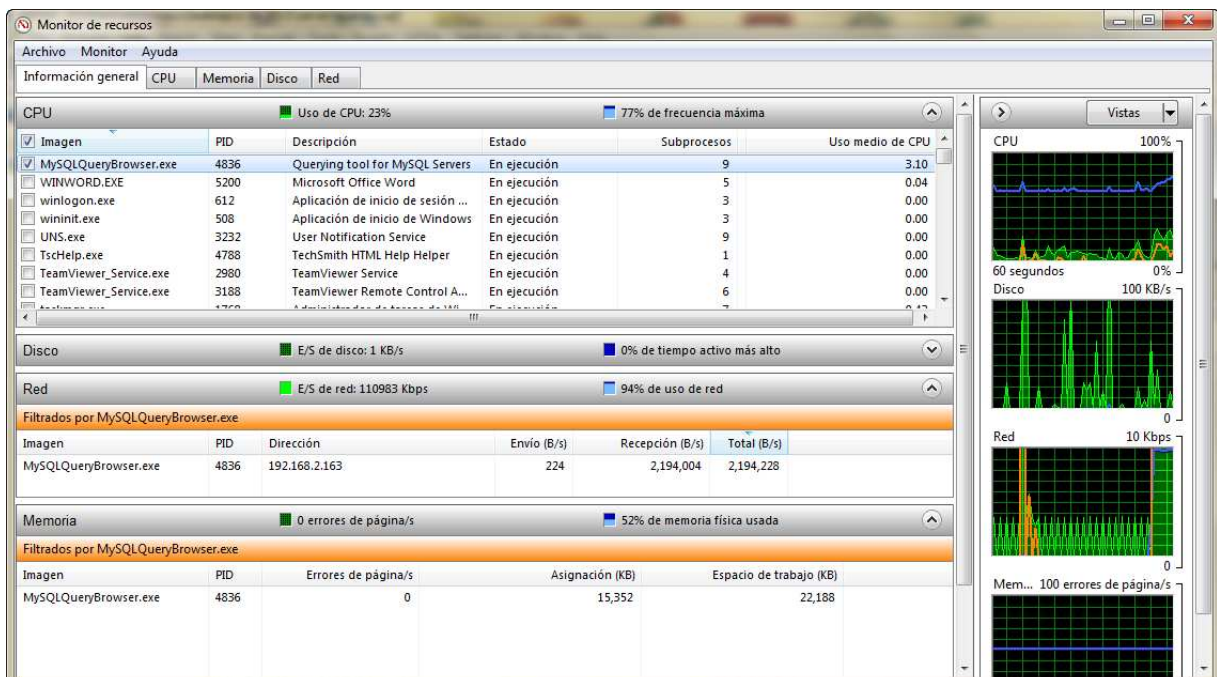 Monitor de recursos
Archivo Monitor Ayuda
Información general CPU Memoria Disco Red
CPU Uso de CPU: 23% 77% de frecuencia máxima
Imagen PID Descripción Estado Subprocesos Uso medio de CPU
MySQLQueryBrowser.exe 4836 Querying tool for MySQL Servers En ejecución 9 3.10
WINWORD.EXE 5200 Microsoft Office Word En ejecución 5 0.04
winlogon.exe 612 Aplicación de inicio de sesión ... En ejecución 3 0.00
wininit.exe 508 Aplicación de inicio de Windows En ejecución 3 0.00
UNS.exe 3232 User Notification Service En ejecución 9 0.00
TscHelp.exe 4788 TechSmith HTML Help Helper En ejecución 1 0.00
TeamViewer_Service.exe 2980 TeamViewer Service En ejecución 4 0.00
TeamViewer_Service.exe 3188 TeamViewer Remote Control A... En ejecución 6 0.00
Disco E/S de disco: 1 KB/s 0% de tiempo activo más alto
Red E/S de red: 110983 Kbps 94% de uso de red
Filtrados por MySQLQueryBrowser.exe
Imagen PID Dirección Envío (B/s) Recepción (B/s) Total (B/s)
MySQLQueryBrowser.exe 4836 192.168.2.163 224 2,194,004 2,194,228
Memoria 0 errores de página/s 52% de memoria física usada
Filtrados por MySQLQueryBrowser.exe
Imagen PID Errores de página/s Asignación (KB) Espacio de trabajo (KB)
MySQLQueryBrowser.exe 4836 0 15,352 22,188
Vistas
CPU 100%
60 segundos 0%
Disco 100 KB/s
0
Red 10 Kbps
0
Mem... 100 errores de página/s